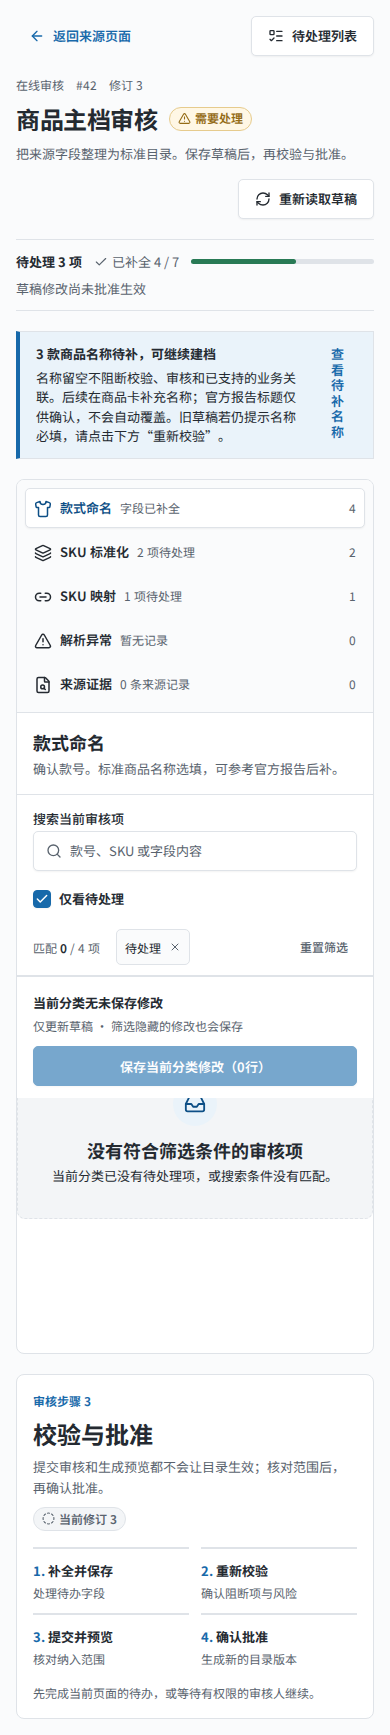 返回来源页面
待处理列表
在线审核 #42 修订 3
商品主档审核 需要处理
把来源字段整理为标准目录。保存草稿后，再校验与批准。
重新读取草稿
待处理 3 项 已补全 4 / 7
草稿修改尚未批准生效
3 款商品名称待补，可继续建档
名称留空不阻断校验、审核和已支持的业务关
联。后续在商品卡补充名称；官方报告标题仅
供确认，不会自动覆盖。旧草稿若仍提示名称
必填，请点击下方“重新校验”。
查看待补名称
款式命名 字段已补全 4
SKU 标准化 2 项待处理 2
SKU 映射 1 项待处理 1
解析异常 暂无记录 0
来源证据 0 条来源记录 0
款式命名
确认款号。标准商品名称选填，可参考官方报告后补。
搜索当前审核项
款号、SKU 或字段内容
仅看待处理
匹配 0 / 4 项 待处理 × 重置筛选
当前分类无未保存修改
仅更新草稿 · 筛选隐藏的修改也会保存
保存当前分类修改（0行）
没有符合筛选条件的审核项
当前分类已没有待处理项，或搜索条件没有匹配。
审核步骤 3
校验与批准
提交审核和生成预览都不会让目录生效；核对范围后，
再确认批准。
当前修订 3
1. 补全并保存
处理待办字段
2. 重新校验
确认阻断项与风险
3. 提交并预览
核对纳入范围
4. 确认批准
生成新的目录版本
先完成当前页面的待办，或等待有权限的审核人继续。